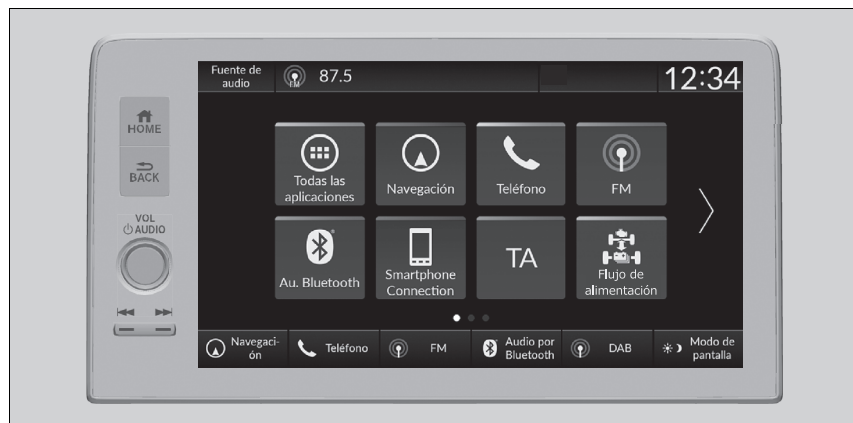 Fuente de
audio
FM
87.5
12:34
HOME
BACK
VOL
AUDIO
Todas las
aplicaciones
Navegación
Teléfono
FM
Au. Bluetooth
Smartphone
Connection
TA
Flujo de
alimentación
Navegaci-
ón
Teléfono
FM
Audio por
Bluetooth
DAB
Modo de
pantalla